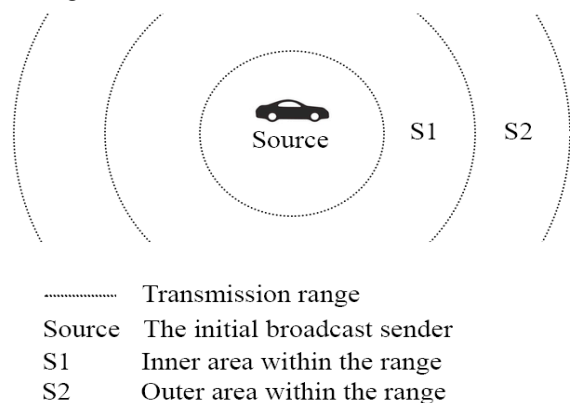 Source S1 S2
Transmission range
Source The initial broadcast sender
S1 Inner area within the range
S2 Outer area within the range